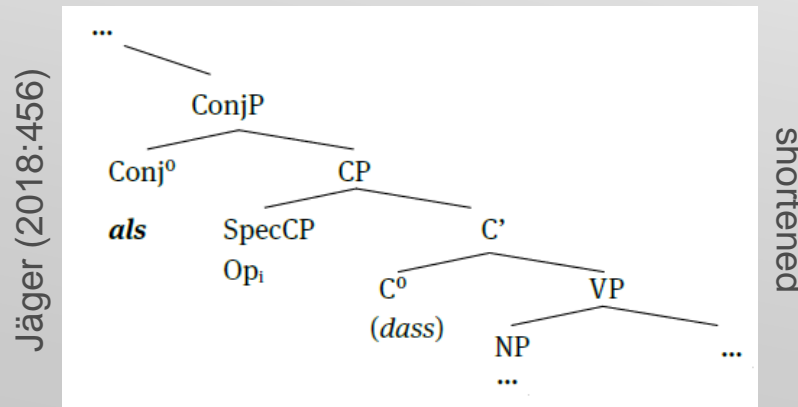 Jäger (2018:456)
...
ConjP
Conj⁰ CP
als SpecCP C’
Opᵢ C⁰ VP
(dass) NP ...
...
shortened